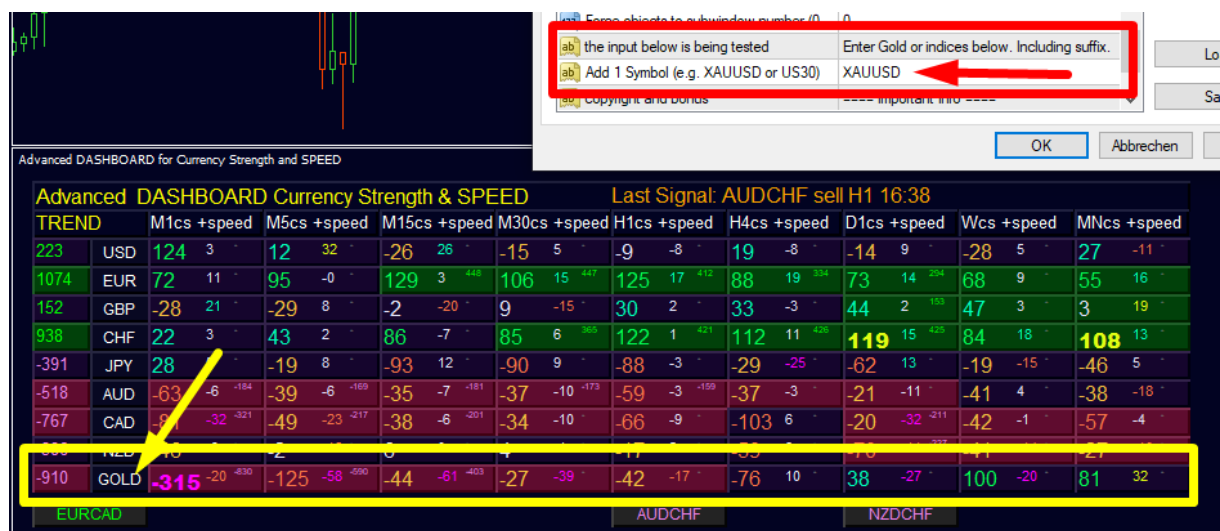 0
the input below is being tested Enter Gold or indices below. Including suffix.
Add 1 Symbol (e.g. XAUUSD or US30) XAUUSD
Lo
Sa
OK Abbrechen
Advanced DASHBOARD for Currency Strength and SPEED
Advanced DASHBOARD Currency Strength & SPEED Last Signal: AUDCHF sell H1 16:38
TREND M1cs +speed M5cs +speed M15cs +speed M30cs +speed H1cs +speed H4cs +speed D1cs +speed Wcs +speed MNcs +speed
223 USD 124 3 - 12 32 - -26 26 - -15 5 - -9 -8 - 19 -8 - -14 9 - -28 5 - 27 -11 -
1074 EUR 72 11 - 95 -0 - 129 3 448 106 15 447 125 17 412 88 19 334 73 14 294 68 9 - 55 16 -
152 GBP -28 21 - -29 8 - -2 -20 - 9 -15 - 30 2 - 33 -3 - 44 2 153 47 3 - 3 19 -
938 CHF 22 3 - 43 2 - 86 -7 - 85 6 365 122 1 421 112 11 426 119 15 425 84 18 - 108 13 -
-391 JPY 28 - -19 8 - -93 12 - -90 9 - -88 -3 - -29 -25 - -62 13 - -19 -15 - -46 5 -
-518 AUD -63 -6 -184 -39 -6 -169 -35 -7 -181 -37 -10 -173 -59 -3 -159 -37 -3 - -21 -11 - -41 4 - -38 -18 -
-767 CAD -32 -321 -49 -23 -217 -38 -6 -201 -34 -10 - -66 -9 - -103 6 - -20 -32 -211 -42 -1 - -57 -4 -
NZD
-910 GOLD -315 -20 -830 -125 -58 -590 -44 -61 -403 -27 -39 - -42 -17 - -76 10 - 38 -27 - 100 -20 - 81 32 -
EURCAD AUDCHF NZDCHF